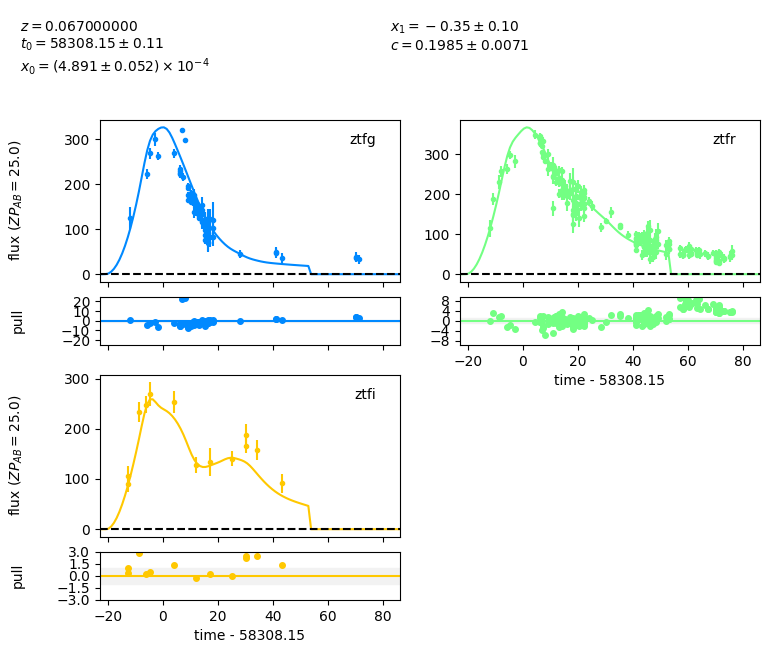 z = 0.067000000
t0 = 58308.15 ± 0.11
x0 = (4.891 ± 0.052) × 10^−4
x1 = −0.35 ± 0.10
c = 0.1985 ± 0.0071
ztfg
flux (ZP_AB = 25.0)
300
200
100
0
ztfr
300
200
100
0
pull
20
10
0
−10
−20
8
4
0
−4
−8
−20 0 20 40 60 80
time - 58308.15
ztfi
flux (ZP_AB = 25.0)
300
200
100
0
pull
3.0
1.5
0.0
−1.5
−3.0
−20 0 20 40 60 80
time - 58308.15